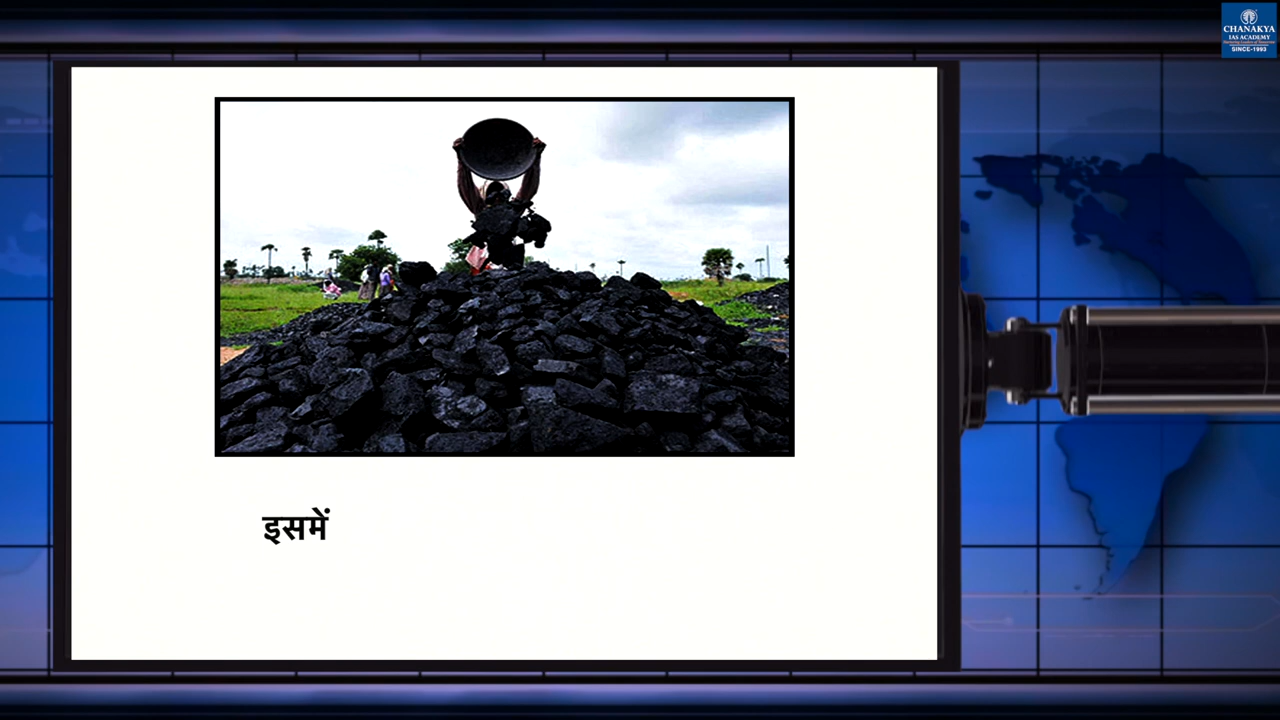 CHANAKYA
IAS ACADEMY
SINCE-1993
इसमें